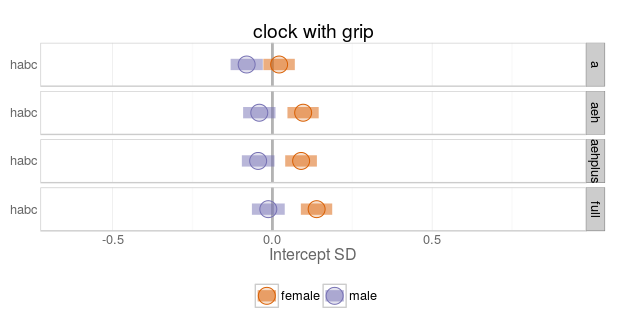 clock with grip
habc a
habc aeh
habc aehplus
habc full
-0.5 0.0 0.5
Intercept SD
female male